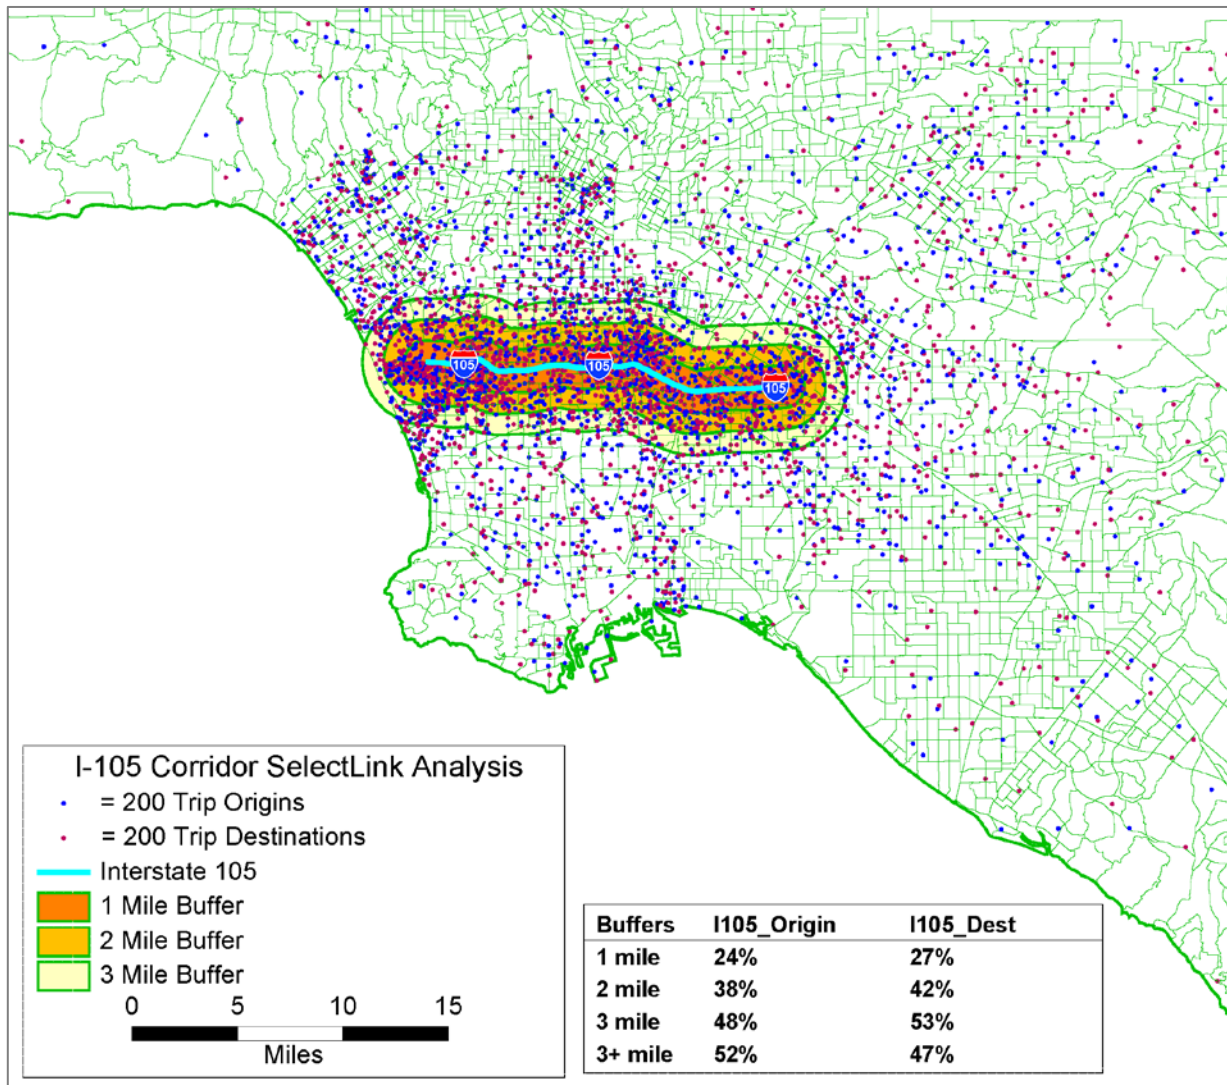 105
105
105
I-105 Corridor SelectLink Analysis
= 200 Trip Origins
= 200 Trip Destinations
Interstate 105
1 Mile Buffer
2 Mile Buffer
3 Mile Buffer
0 5 10 15
Miles
Buffers I105_Origin I105_Dest
1 mile 24% 27%
2 mile 38% 42%
3 mile 48% 53%
3+ mile 52% 47%